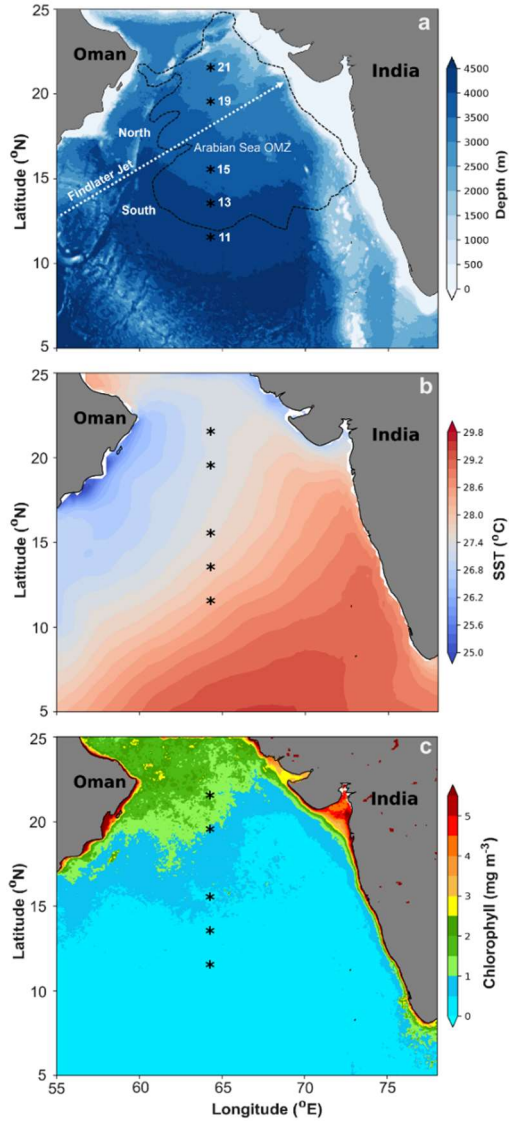 a
Oman
India
21
19
North
Arabian Sea OMZ
15
Findlater Jet
South
13
11
25
20
15
10
5
Latitude (°N)
4500
4000
3500
3000
2500
2000
1500
1000
500
0
Depth (m)
b
Oman
India
25
20
15
10
5
Latitude (°N)
29.8
29.2
28.6
28.0
27.4
26.8
26.2
25.6
25.0
SST (°C)
c
Oman
India
25
20
15
10
5
Latitude (°N)
5
4
3
2
1
0
Chlorophyll (mg m⁻³)
55 60 65 70 75
Longitude (°E)